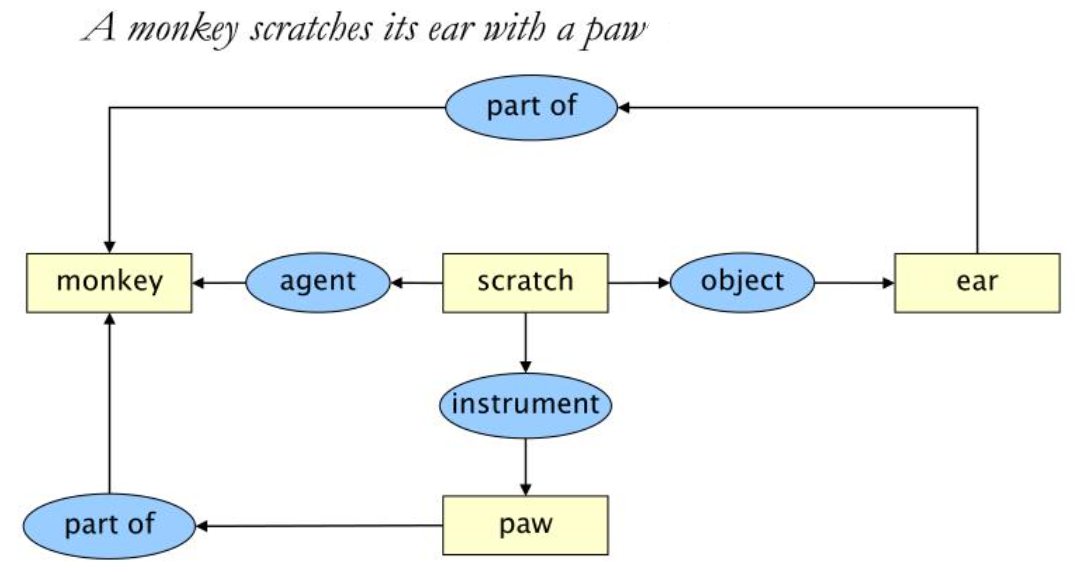 A monkey scratches its ear with a paw
part of
monkey
agent
scratch
object
ear
instrument
part of
paw